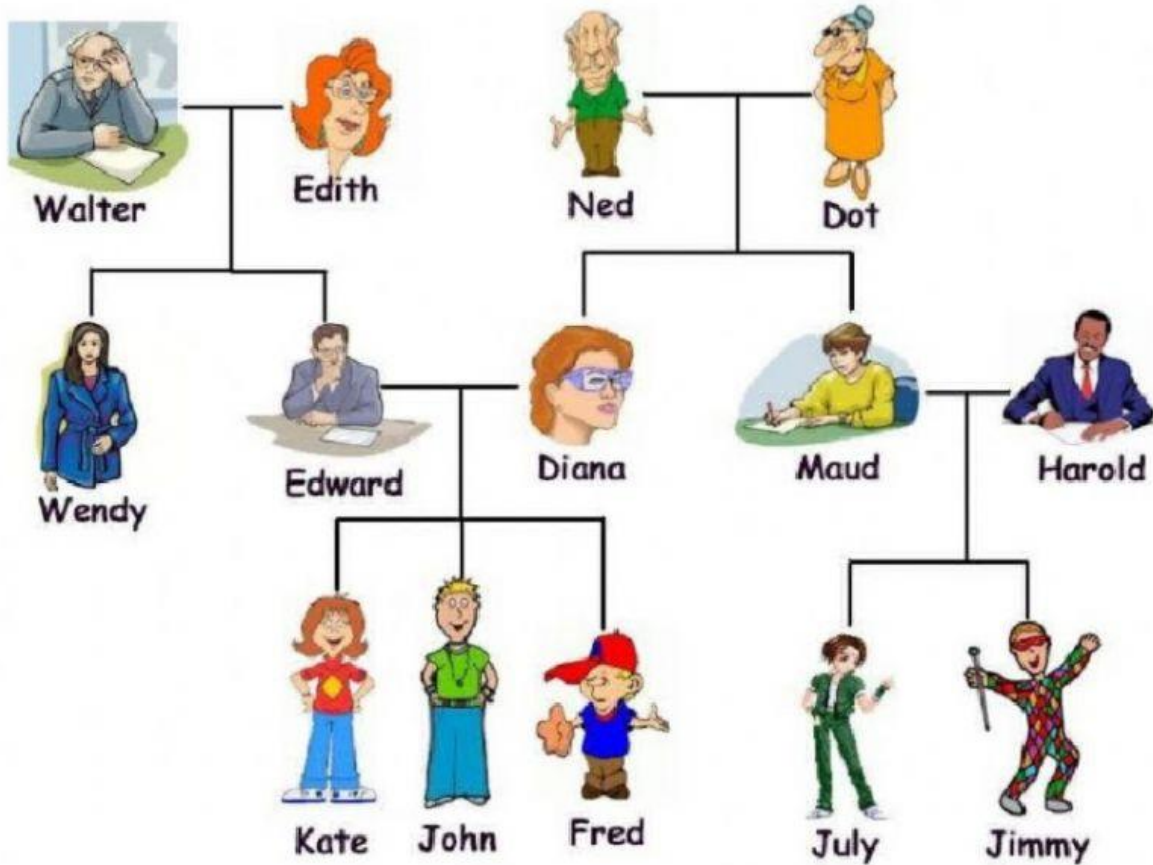 Walter
Edith
Ned
Dot
Wendy
Edward
Diana
Maud
Harold
Kate
John
Fred
July
Jimmy